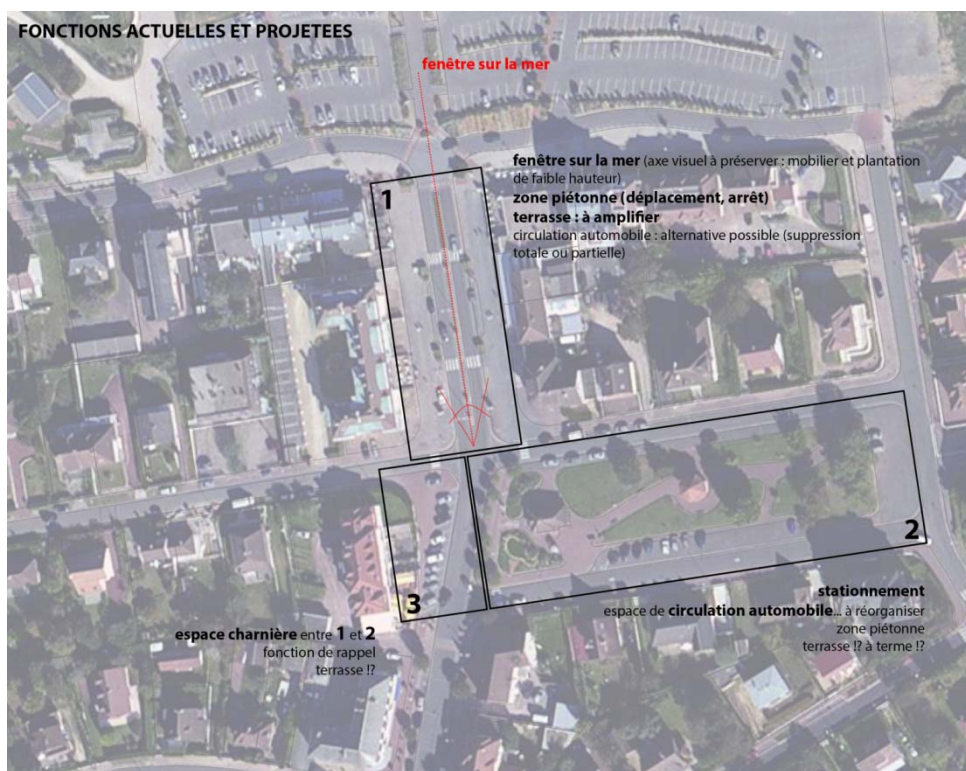 FONCTIONS ACTUELLES ET PROJETEES
fenêtre sur la mer
fenêtre sur la mer (axe visuel à préserver : mobilier et plantation
de faible hauteur)
zone piétonne (déplacement, arrêt)
terrasse : à amplifier
circulation automobile : alternative possible (suppression
totale ou partielle)
1
2
stationnement
espace de circulation automobile... à réorganiser
zone piétonne
terrasse !? à terme !?
3
espace charnière entre 1 et 2
fonction de rappel
terrasse !?